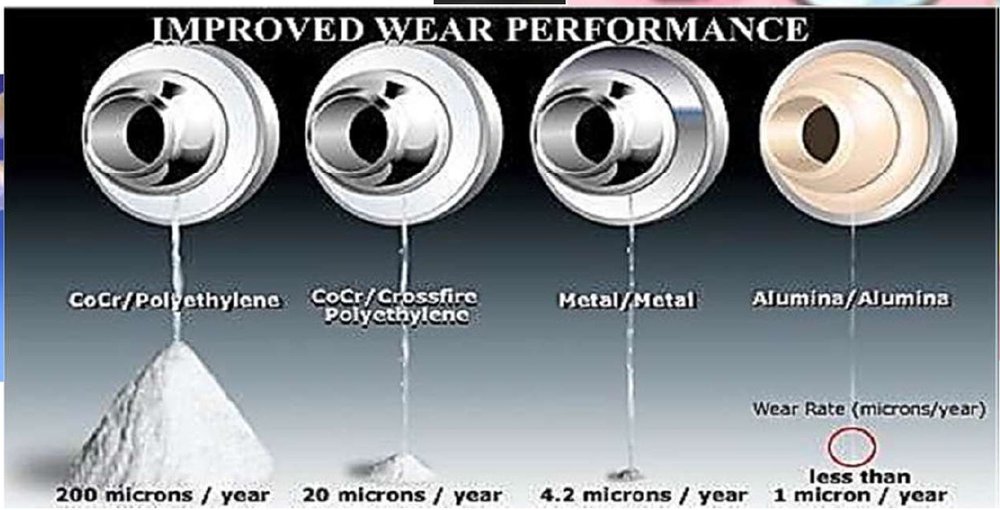 IMPROVED WEAR PERFORMANCE
CoCr/Polyethylene
CoCr/Crossfire
Polyethylene
Metal/Metal
Alumina/Alumina
Wear Rate (microns/year)
200 microns / year
20 microns / year
4.2 microns / year
less than
1 micron / year